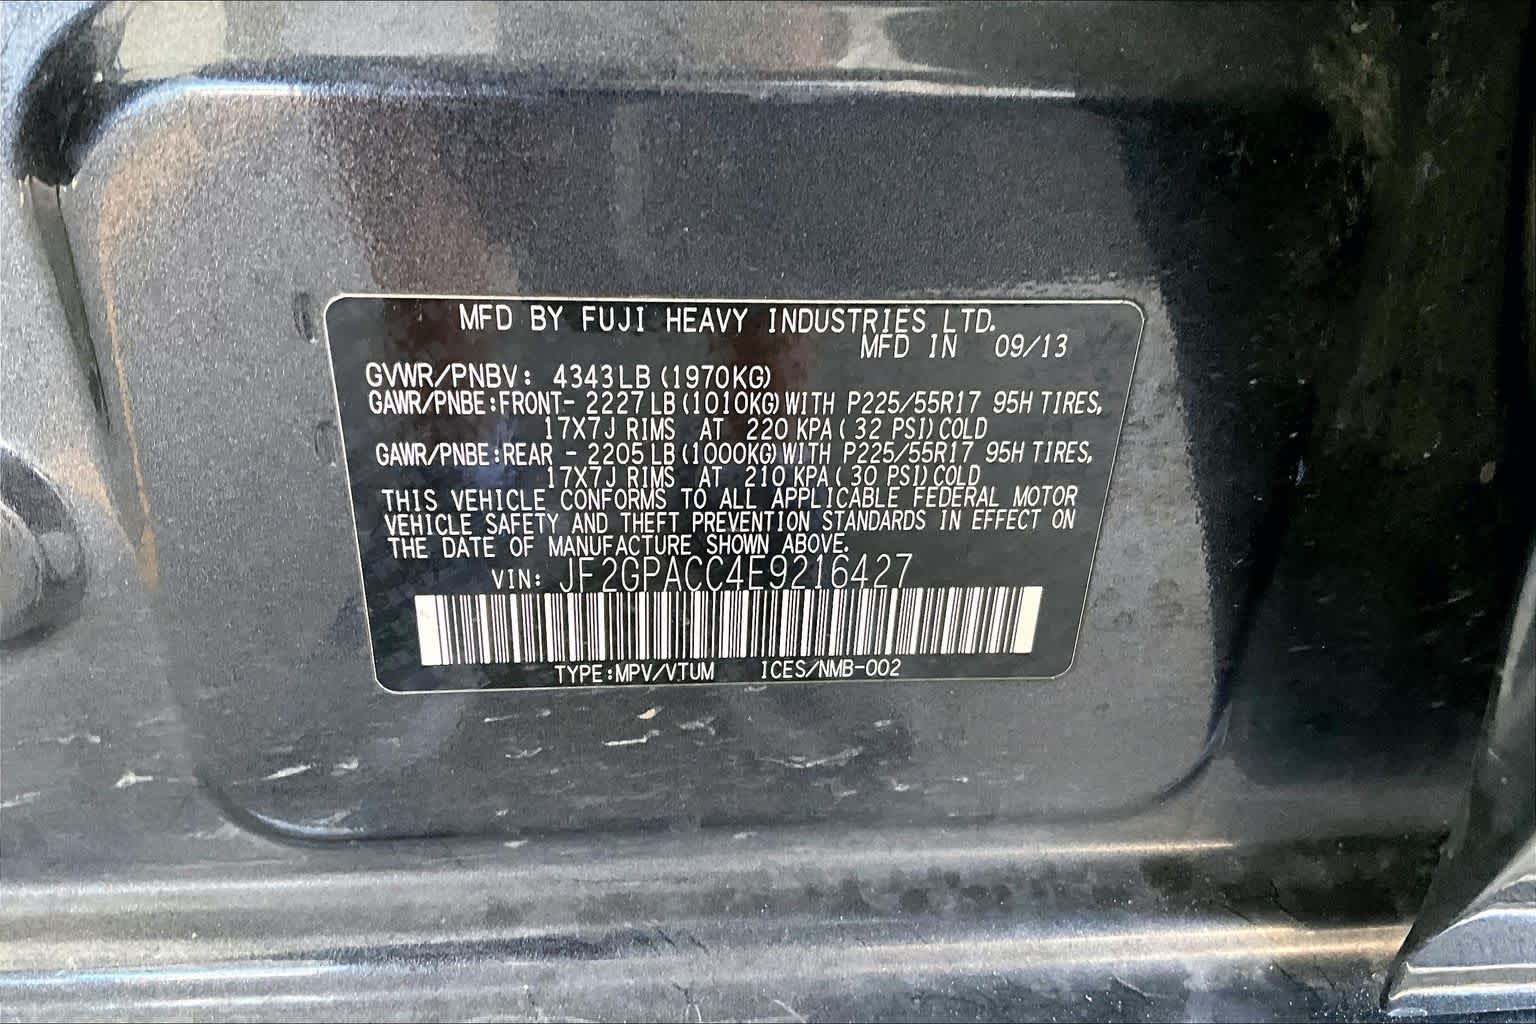 MFD BY FUJI HEAVY INDUSTRIES LTD.
MFD IN 09/13
GVWR/PNBV: 4343LB (1970KG)
GAWR/PNBE:FRONT- 2227LB (1010KG) WITH P225/55R17 95H TIRES,
17X7J RIMS AT 220 KPA ( 32 PSI) COLD
GAWR/PNBE:REAR - 2205LB (1000KG) WITH P225/55R17 95H TIRES,
17X7J RIMS AT 210 KPA ( 30 PSI) COLD
THIS VEHICLE CONFORMS TO ALL APPLICABLE FEDERAL MOTOR
VEHICLE SAFETY AND THEFT PREVENTION STANDARDS IN EFFECT ON
THE DATE OF MANUFACTURE SHOWN ABOVE.
VIN: JF2GPACC4E9216427
TYPE:MPV/VTUM ICES/NMB-002